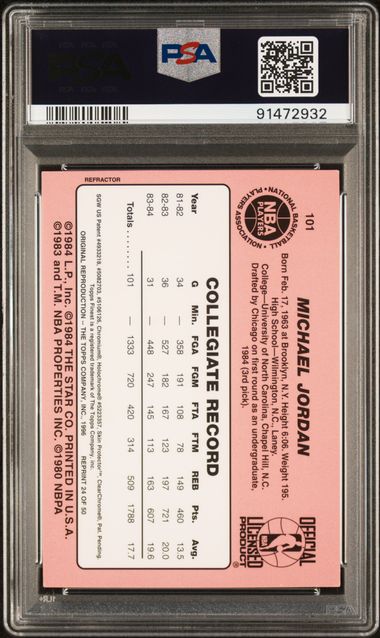 PSA
PSA
91472932
REFRACTOR
101
MICHAEL JORDAN
Born Feb. 17, 1963 at Brooklyn, N.Y. Height 6:06. Weight 195.
High School—Wilmington, N.C., Laney.
College—University of North Carolina, Chapel Hill, N.C.
Drafted by Chicago on first round as an undergraduate,
1984 (3rd pick).
NATIONAL BASKETBALL
PLAYERS ASSOCIATION
NBA
PLAYERS
OFFICIAL
LICENSED
PRODUCT
®
COLLEGIATE RECORD
Year G Min. FGA FGM FTA FTM REB Pts. Avg.
81-82 34 — 358 191 108 78 149 460 13.5
82-83 36 — 527 182 167 123 197 721 20.0
83-84 31 — 448 247 145 113 163 607 19.6
Totals . . . . . . . . 101 — 1333 720 420 314 509 1788 17.7
Topps Finest is a registered trademark of The Topps Company, Inc.
ORIGINAL REPRODUCTION – THE TOPPS COMPANY, INC. 1996 REPRINT 24 OF 50
©1984 L.P., Inc. ©1984 THE STAR CO. PRINTED IN U.S.A.
©1983 and T.M. NBA PROPERTIES INC. ©1980 NBPA